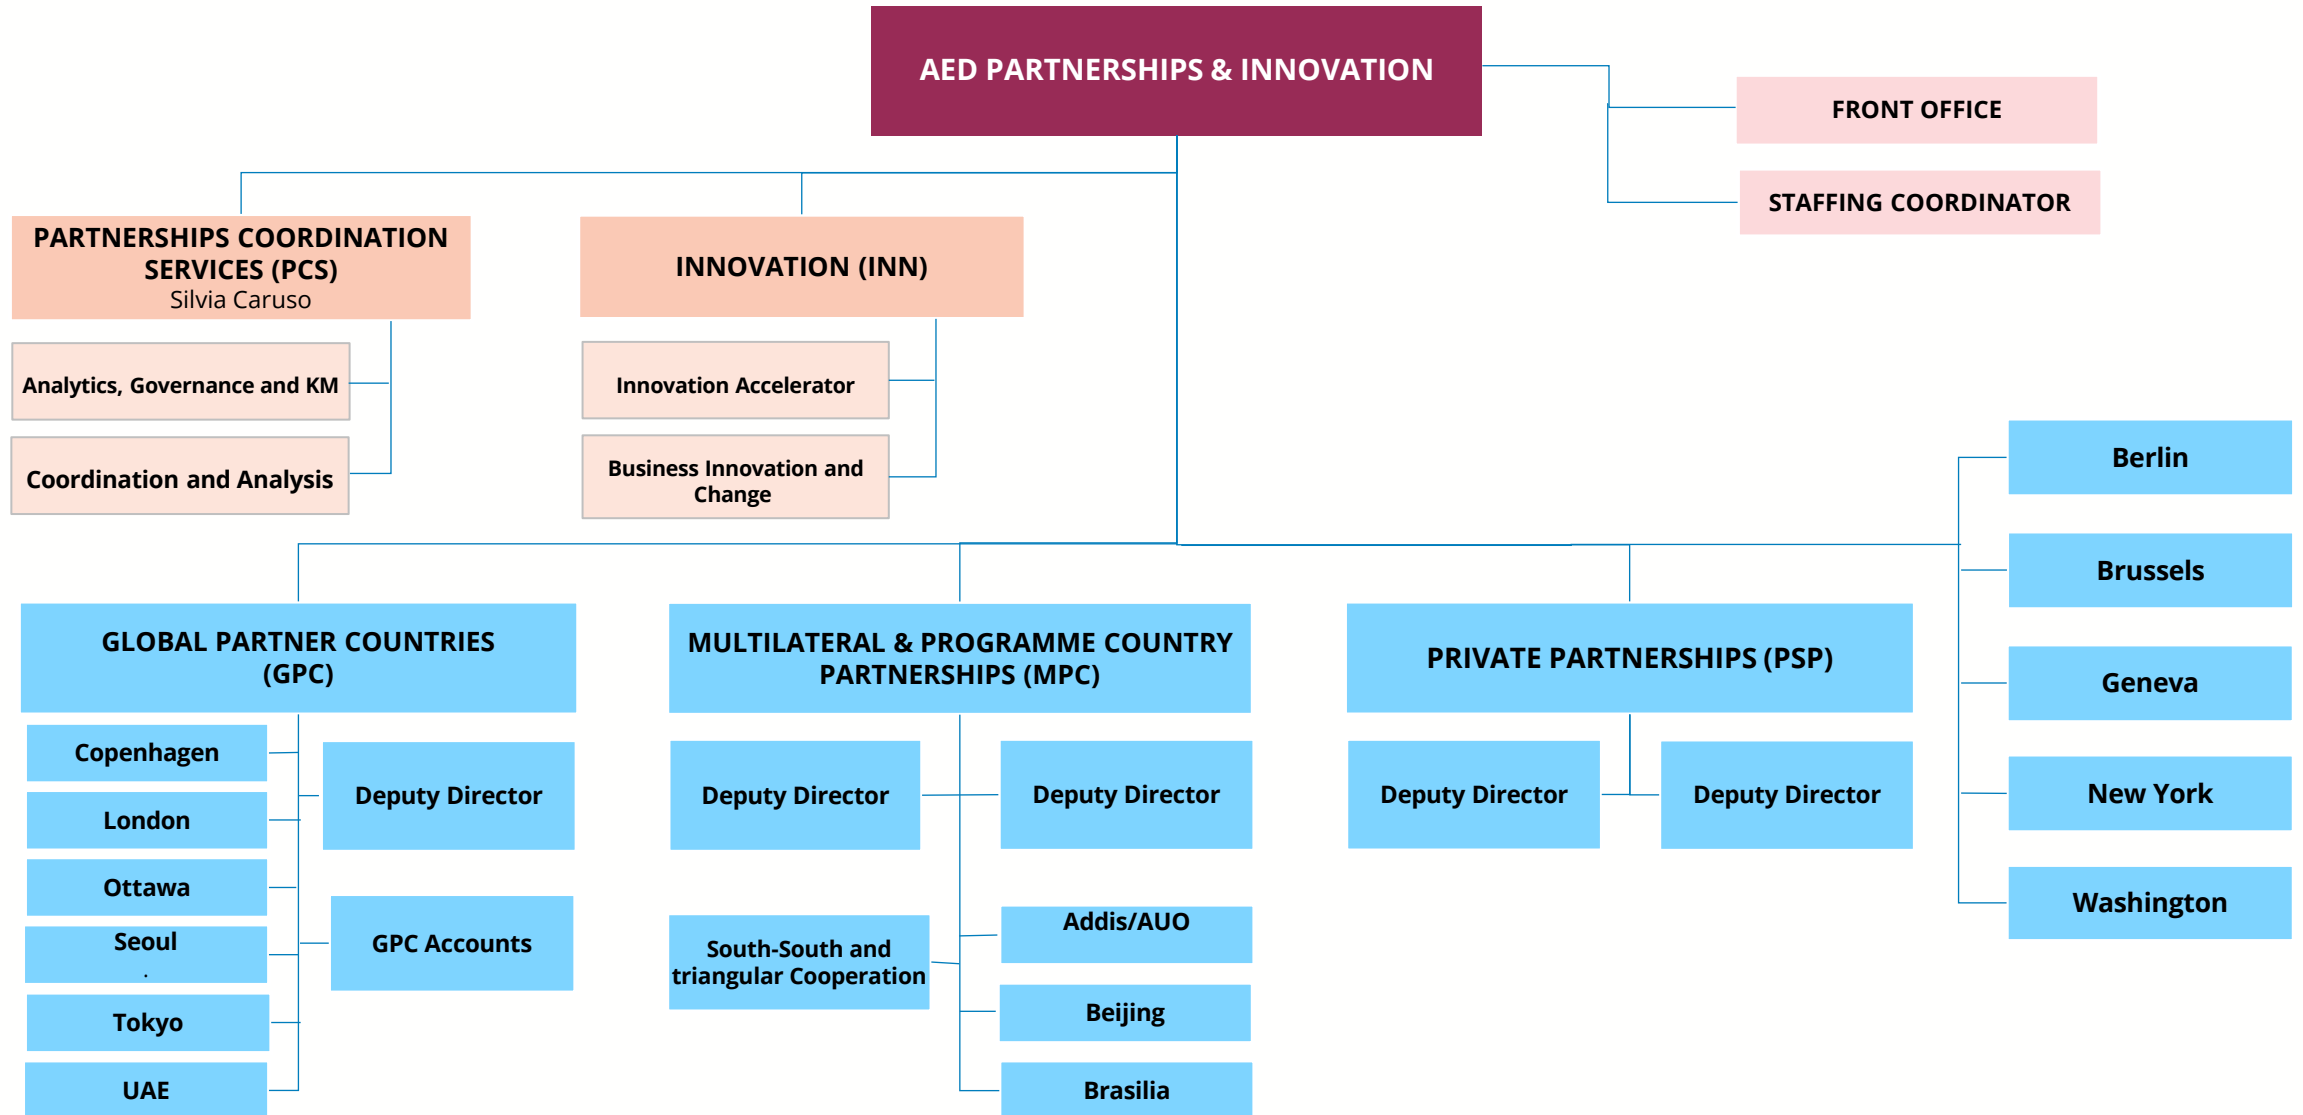 AED PARTNERSHIPS & INNOVATION
FRONT OFFICE
STAFFING COORDINATOR
PARTNERSHIPS COORDINATION
SERVICES (PCS)
Silvia Caruso
INNOVATION (INN)
Analytics, Governance and KM
Coordination and Analysis
Innovation Accelerator
Business Innovation and
Change
GLOBAL PARTNER COUNTRIES
(GPC)
Copenhagen
London
Ottawa
Seoul
.
Tokyo
UAE
Deputy Director
GPC Accounts
MULTILATERAL & PROGRAMME COUNTRY
PARTNERSHIPS (MPC)
Deputy Director
Deputy Director
South-South and
triangular Cooperation
Addis/AUO
Beijing
Brasilia
PRIVATE PARTNERSHIPS (PSP)
Deputy Director
Deputy Director
Berlin
Brussels
Geneva
New York
Washington